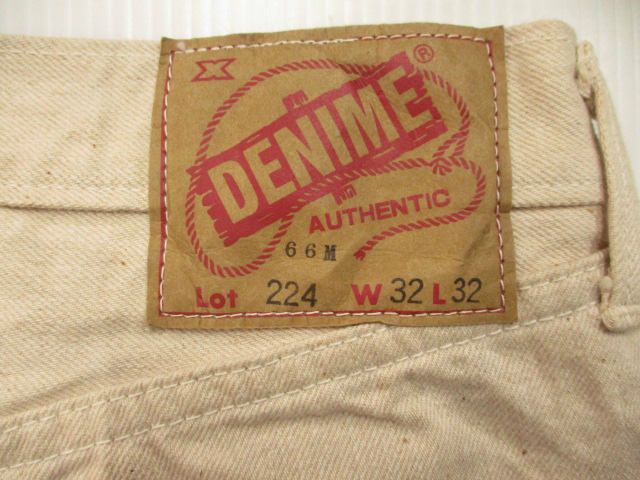 X
DENIME®
AUTHENTIC
66M
Lot 224 W 32 L 32